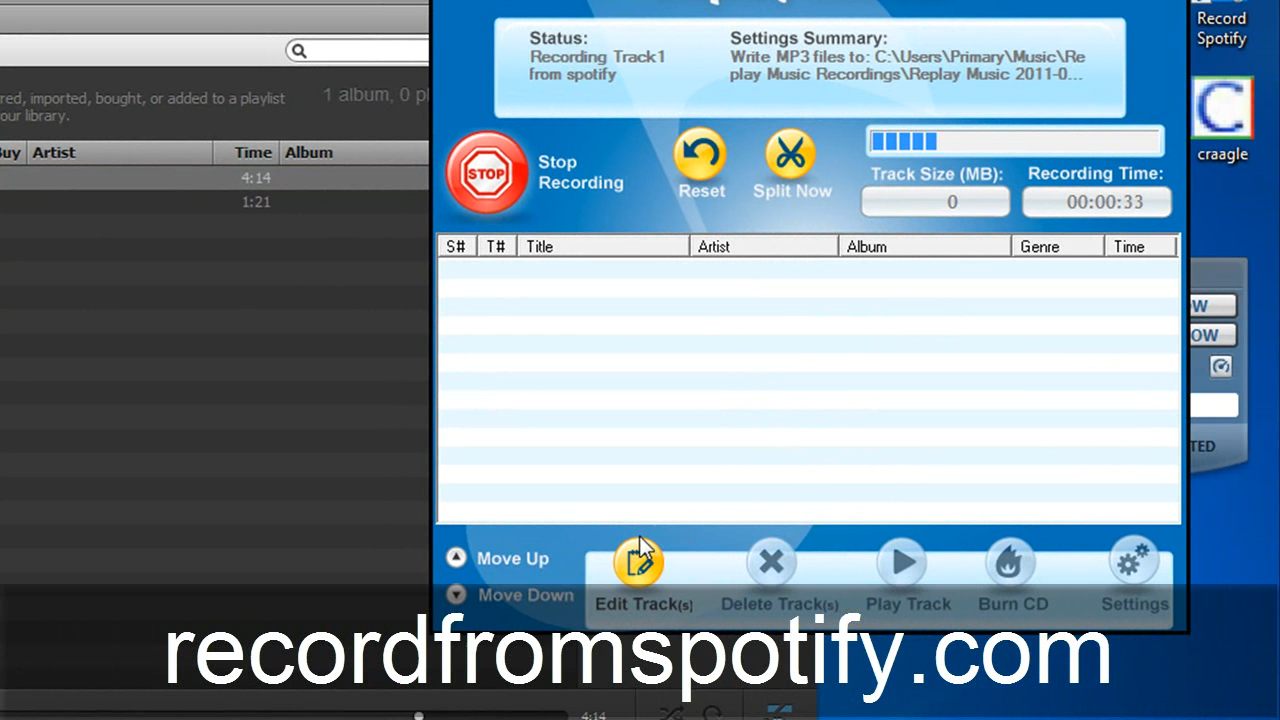 Record
Spotify
Status:
Settings Summary:
Recording Track1
from spotify
Write MP3 files to: C:\Users\Primary\Music\Re
play Music Recordings\Replay Music 2011-0...
red, imported, bought, or added to a playlist
our library.
1 album, 0 pl
Buy Artist Time Album
4:14
1:21
STOP
Stop
Recording
Reset
Split Now
Track Size (MB):
Recording Time:
0
00:00:33
craagle
S# T# Title Artist Album Genre Time
OW
OW
TED
Move Up
Move Down
Edit Track(s)
Delete Track(s)
Play Track
Burn CD
Settings
recordfromspotify.com
4:14